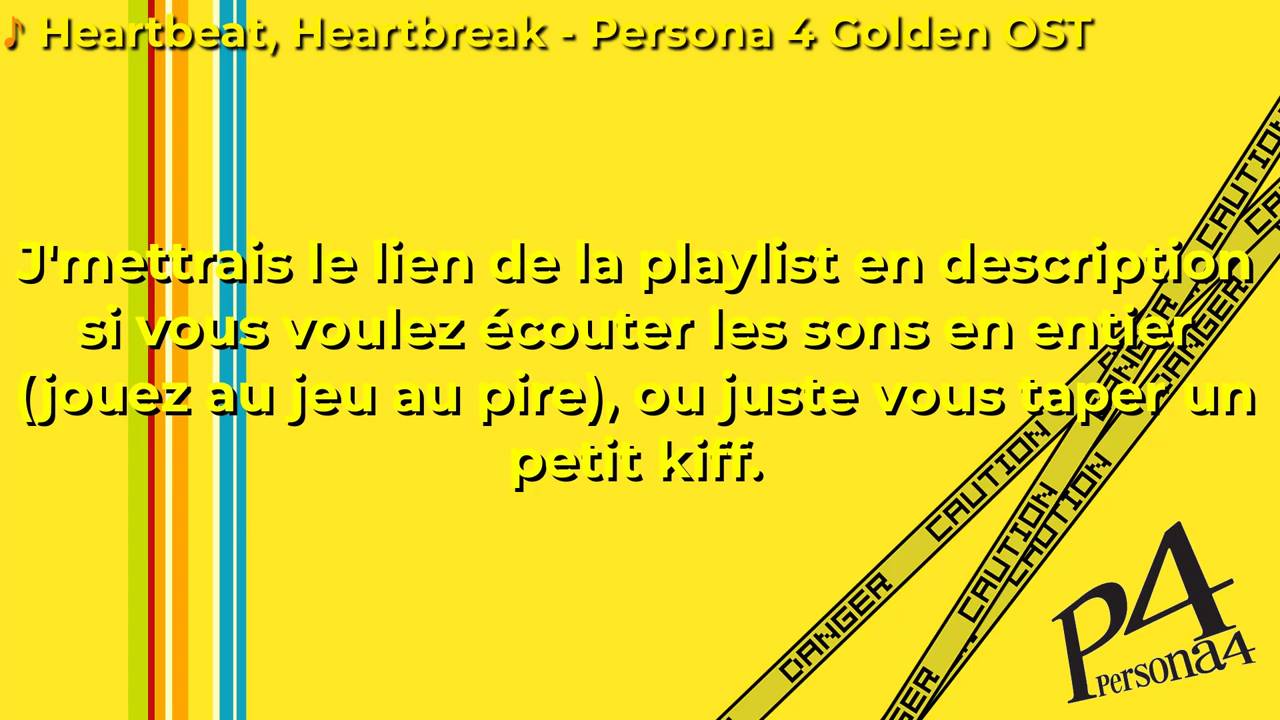 ♪ Heartbeat, Heartbreak - Persona 4 Golden OST
J'mettrais le lien de la playlist en description
si vous voulez écouter les sons en entier
(jouez au jeu au pire), ou juste vous taper un
petit kiff.
CAUTION
CAUTION
DANGER
DANGER
CAUTION
CAUTION
CAUTION
DANGER
P4
Persona4